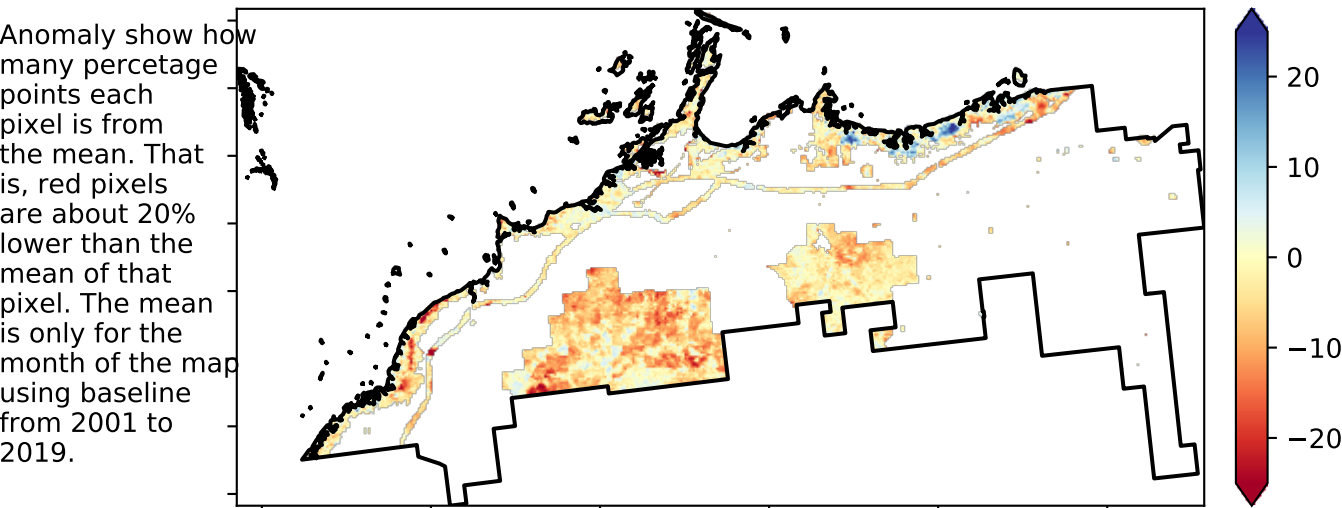 Anomaly show how
many percetage
points each
pixel is from
the mean. That
is, red pixels
are about 20%
lower than the
mean of that
pixel. The mean
is only for the
month of the map
using baseline
from 2001 to
2019.
20
10
0
−10
−20